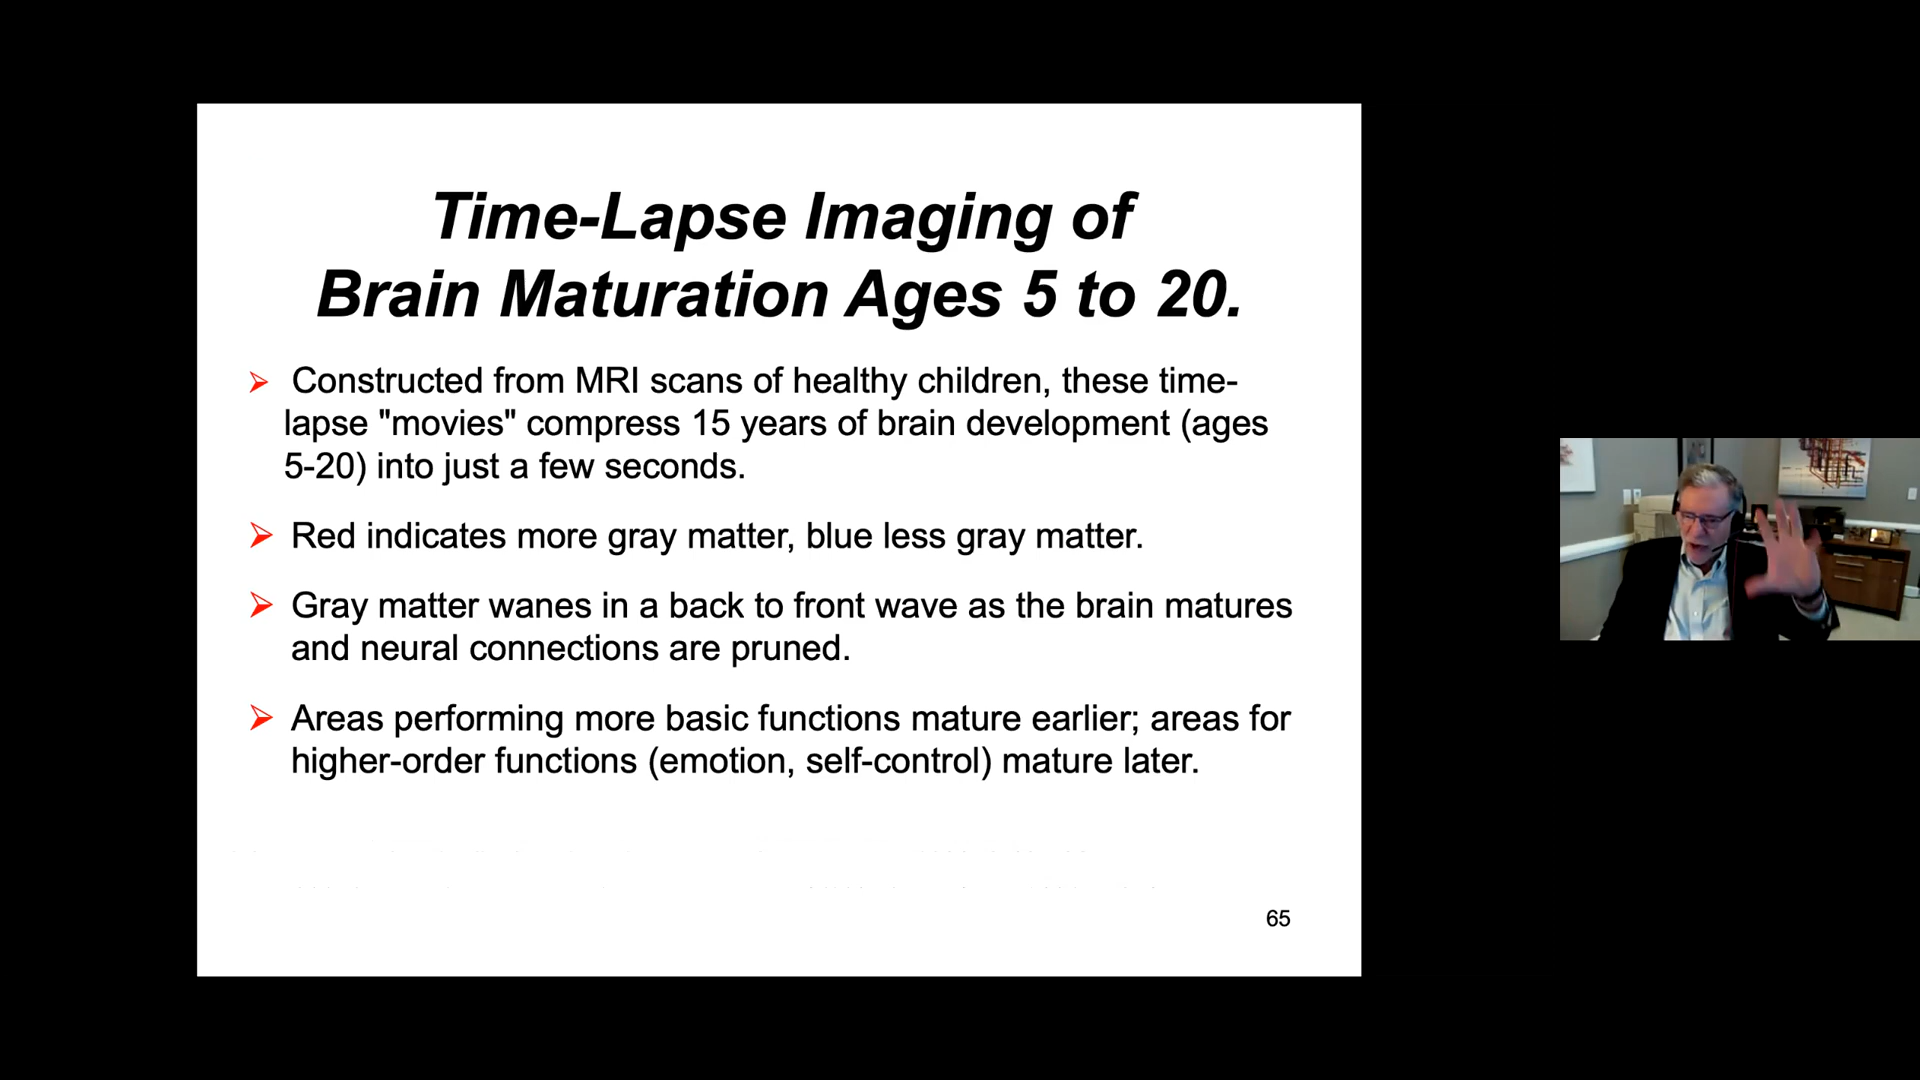 Time-Lapse Imaging of
Brain Maturation Ages 5 to 20.
Constructed from MRI scans of healthy children, these time-
lapse "movies" compress 15 years of brain development (ages
5-20) into just a few seconds.
Red indicates more gray matter, blue less gray matter.
Gray matter wanes in a back to front wave as the brain matures
and neural connections are pruned.
Areas performing more basic functions mature earlier; areas for
higher-order functions (emotion, self-control) mature later.
65